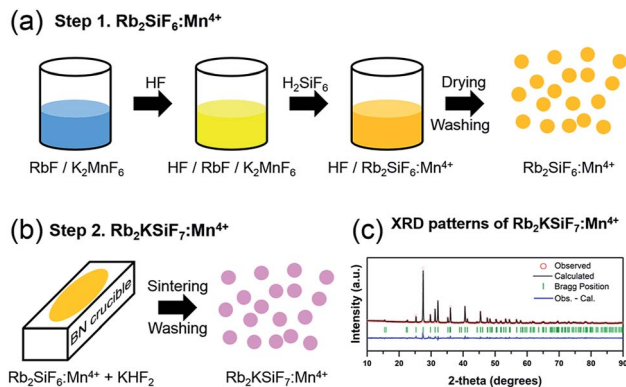 (a) Step 1. Rb₂SiF₆:Mn⁴⁺
HF
H₂SiF₆
Drying
Washing
RbF / K₂MnF₆
HF / RbF / K₂MnF₆
HF / Rb₂SiF₆:Mn⁴⁺
Rb₂SiF₆:Mn⁴⁺
(b) Step 2. Rb₂KSiF₇:Mn⁴⁺
BN crucible
Sintering
Washing
Rb₂SiF₆:Mn⁴⁺ + KHF₂
Rb₂KSiF₇:Mn⁴⁺
(c) XRD patterns of Rb₂KSiF₇:Mn⁴⁺
Intensity (a.u.)
Observed
Calculated
Bragg Position
Obs. - Cal.
10 20 30 40 50 60 70 80 90
2-theta (degrees)